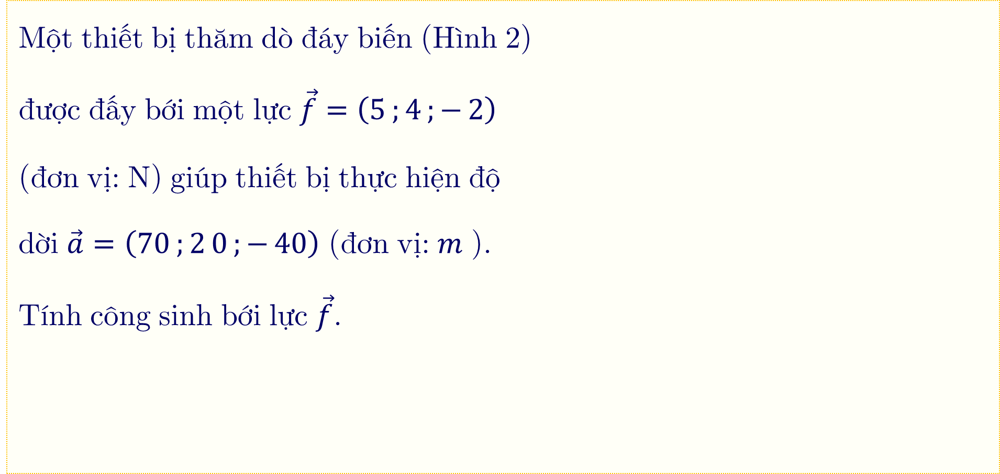 Một thiết bị thăm dò đáy biến (Hình 2)
được đấy bới một lực \vec{f} = (5 ; 4 ; − 2)
(đơn vị: N) giúp thiết bị thực hiện độ
dời \vec{a} = (70 ; 2 0 ; − 40) (đơn vị: m ).
Tính công sinh bới lực \vec{f}.